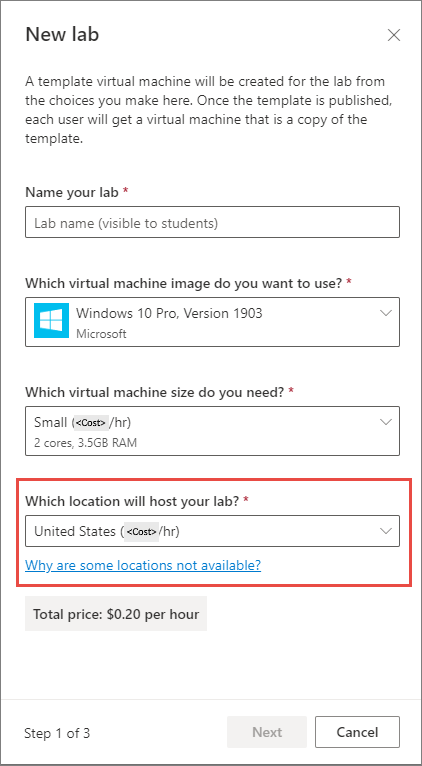 New lab
A template virtual machine will be created for the lab from
the choices you make here. Once the template is published,
each user will get a virtual machine that is a copy of the
template.
Name your lab *
Lab name (visible to students)
Which virtual machine image do you want to use? *
Windows 10 Pro, Version 1903
Microsoft
Which virtual machine size do you need? *
Small (<Cost>/hr)
2 cores, 3.5GB RAM
Which location will host your lab? *
United States (<Cost>/hr)
Why are some locations not available?
Total price: $0.20 per hour
Step 1 of 3
Next
Cancel